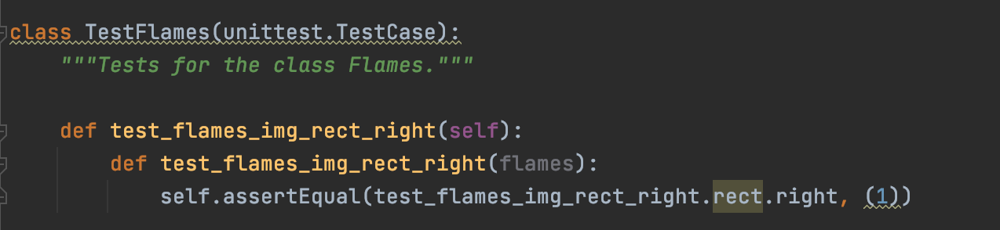 class TestFlames(unittest.TestCase):
"""Tests for the class Flames."""
def test_flames_img_rect_right(self):
def test_flames_img_rect_right(flames):
self.assertEqual(test_flames_img_rect_right.rect.right, (1))